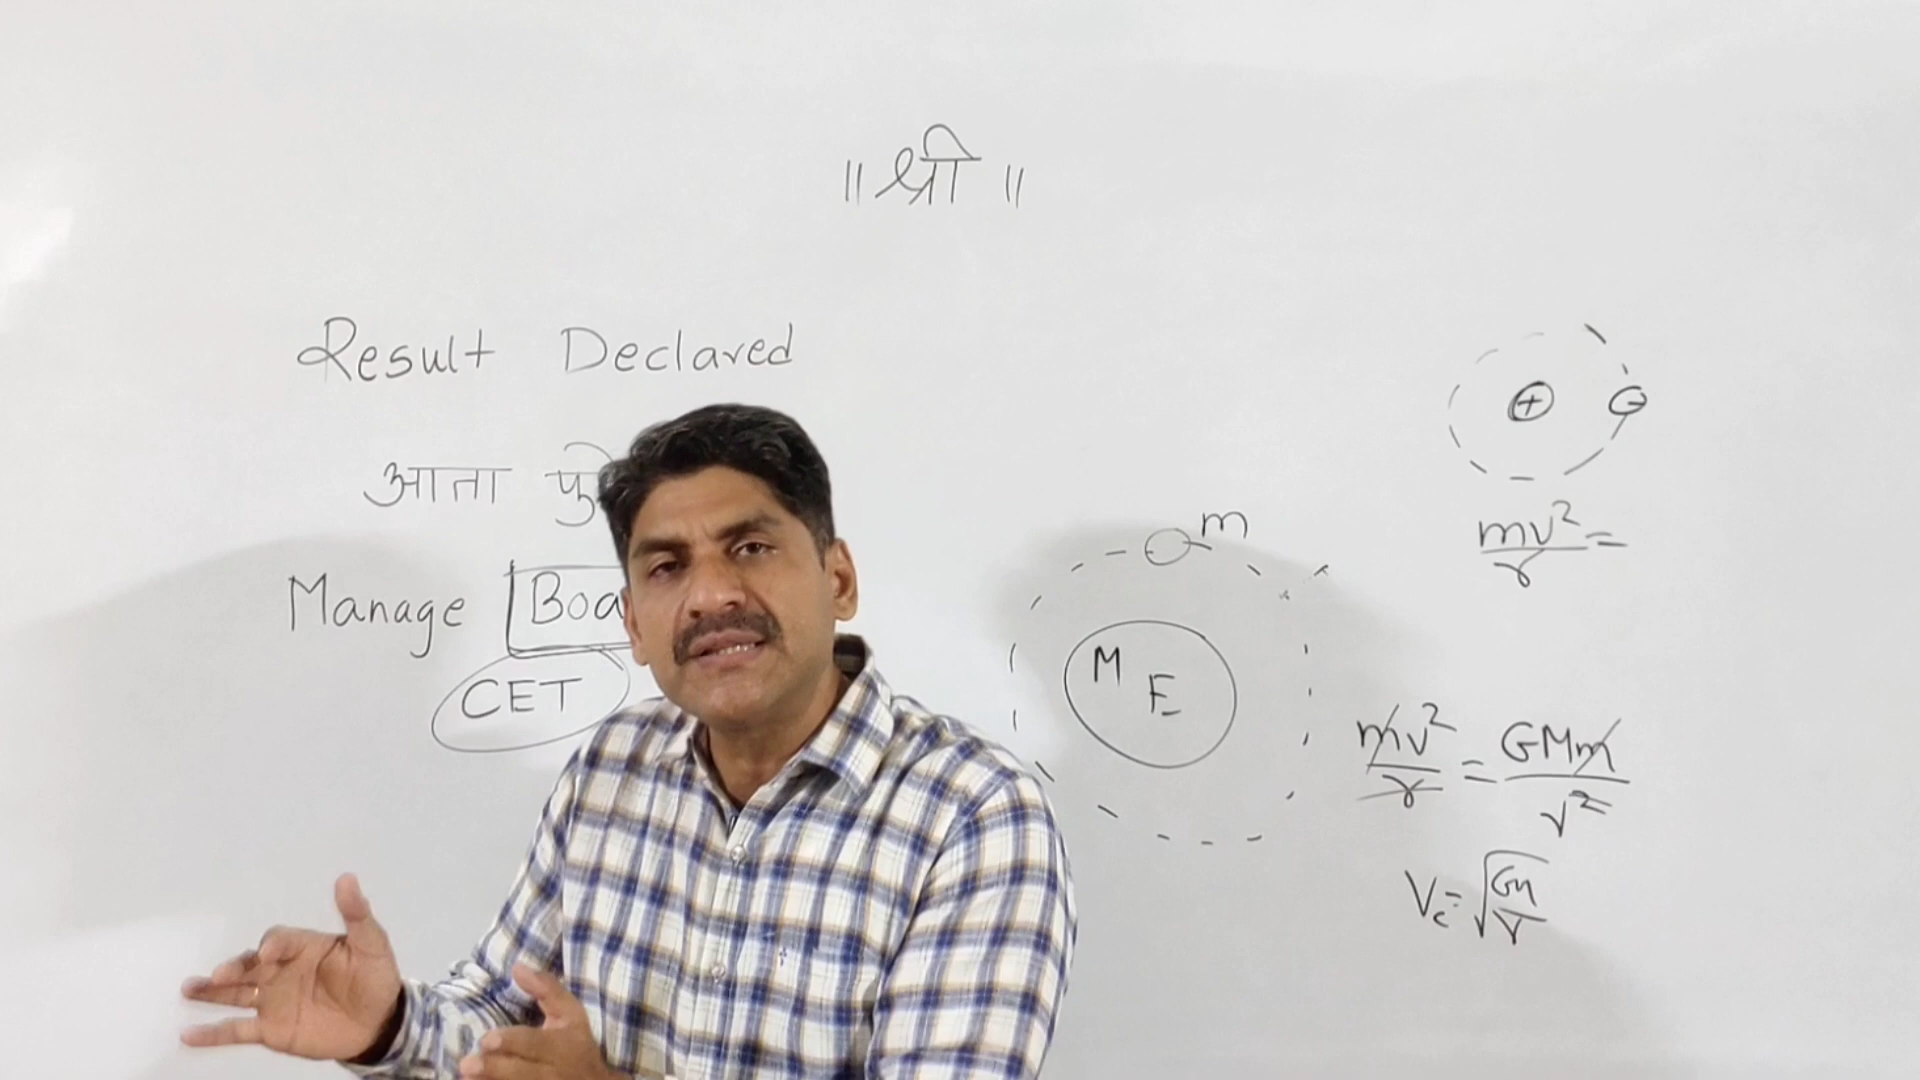 ॥ श्री ॥
Result Declared
आता
Manage
CET
m
M E
+
mv² / r =
mv² / r = GMm / r²
Vc = √GM / r